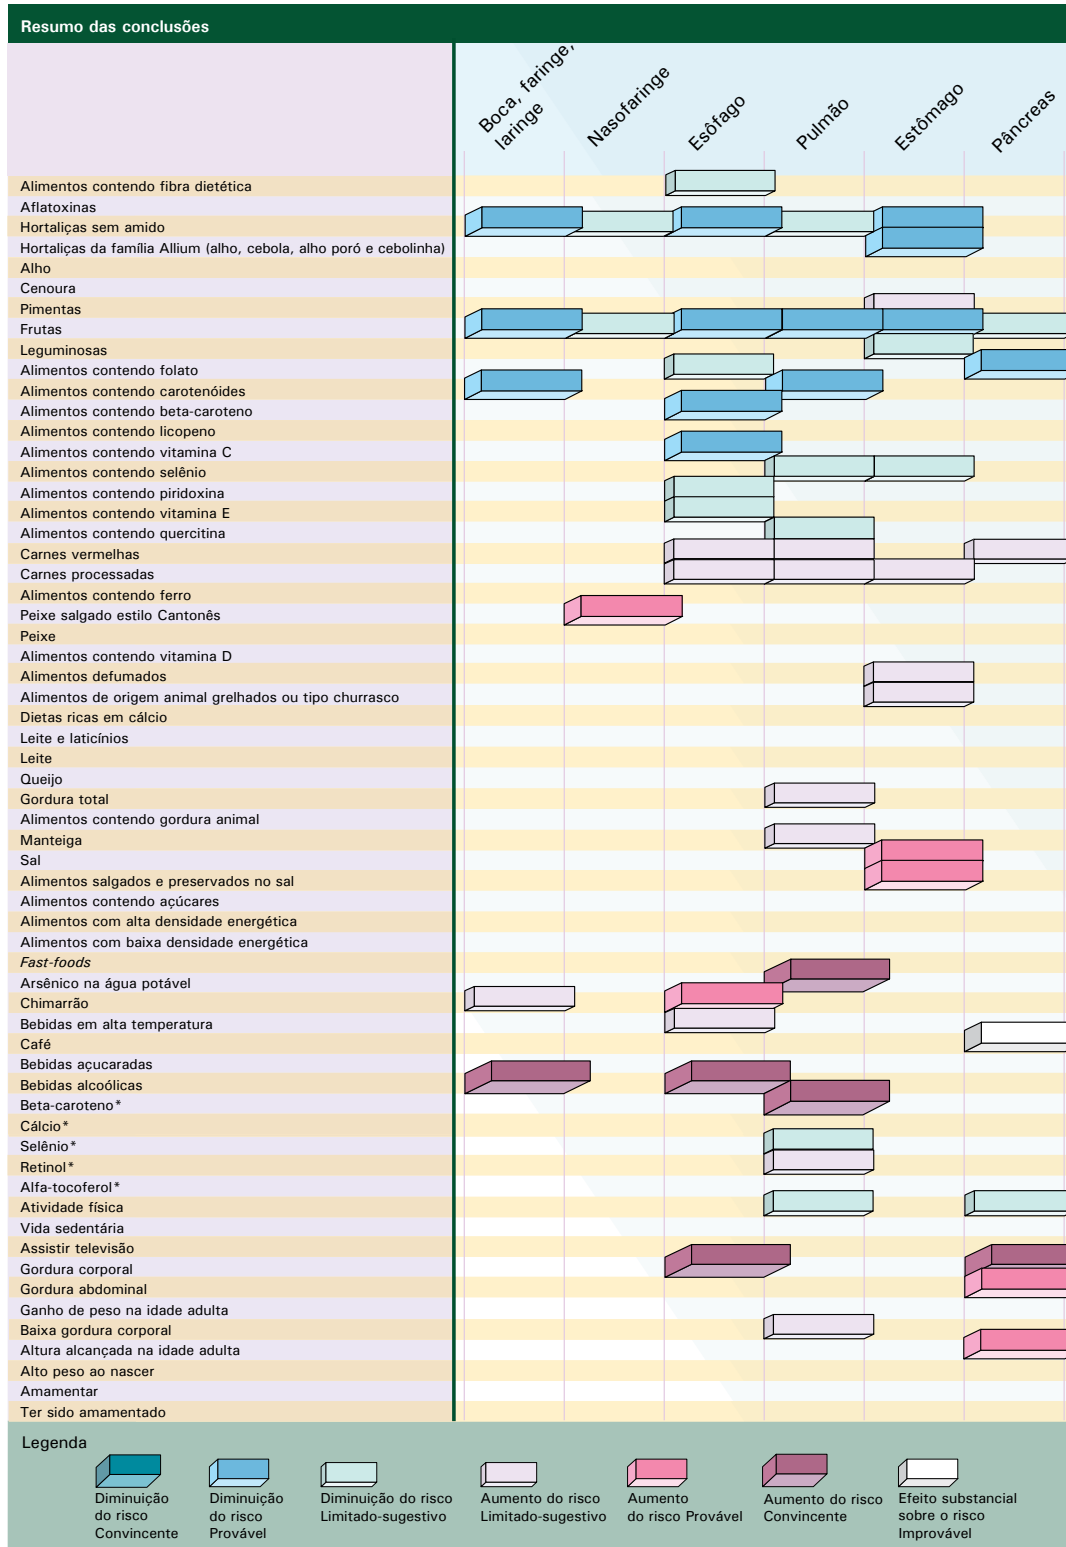 Resumo das conclusões
Boca, faringe,
laringe
Nasofaringe
Esôfago
Pulmão
Estômago
Pâncreas
Alimentos contendo fibra dietética
Aflatoxinas
Hortaliças sem amido
Hortaliças da família Allium (alho, cebola, alho poró e cebolinha)
Alho
Cenoura
Pimentas
Frutas
Leguminosas
Alimentos contendo folato
Alimentos contendo carotenóides
Alimentos contendo beta-caroteno
Alimentos contendo licopeno
Alimentos contendo vitamina C
Alimentos contendo selênio
Alimentos contendo piridoxina
Alimentos contendo vitamina E
Alimentos contendo quercitina
Carnes vermelhas
Carnes processadas
Alimentos contendo ferro
Peixe salgado estilo Cantonês
Peixe
Alimentos contendo vitamina D
Alimentos defumados
Alimentos de origem animal grelhados ou tipo churrasco
Dietas ricas em cálcio
Leite e laticínios
Leite
Queijo
Gordura total
Alimentos contendo gordura animal
Manteiga
Sal
Alimentos salgados e preservados no sal
Alimentos contendo açúcares
Alimentos com alta densidade energética
Alimentos com baixa densidade energética
Fast-foods
Arsênico na água potável
Chimarrão
Bebidas em alta temperatura
Café
Bebidas açucaradas
Bebidas alcoólicas
Beta-caroteno*
Cálcio*
Selênio*
Retinol*
Alfa-tocoferol*
Atividade física
Vida sedentária
Assistir televisão
Gordura corporal
Gordura abdominal
Ganho de peso na idade adulta
Baixa gordura corporal
Altura alcançada na idade adulta
Alto peso ao nascer
Amamentar
Ter sido amamentado
Legenda
Diminuição
do risco
Convincente
Diminuição
do risco
Provável
Diminuição do risco
Limitado-sugestivo
Aumento do risco
Limitado-sugestivo
Aumento
do risco Provável
Aumento do risco
Convincente
Efeito substancial
sobre o risco
Improvável